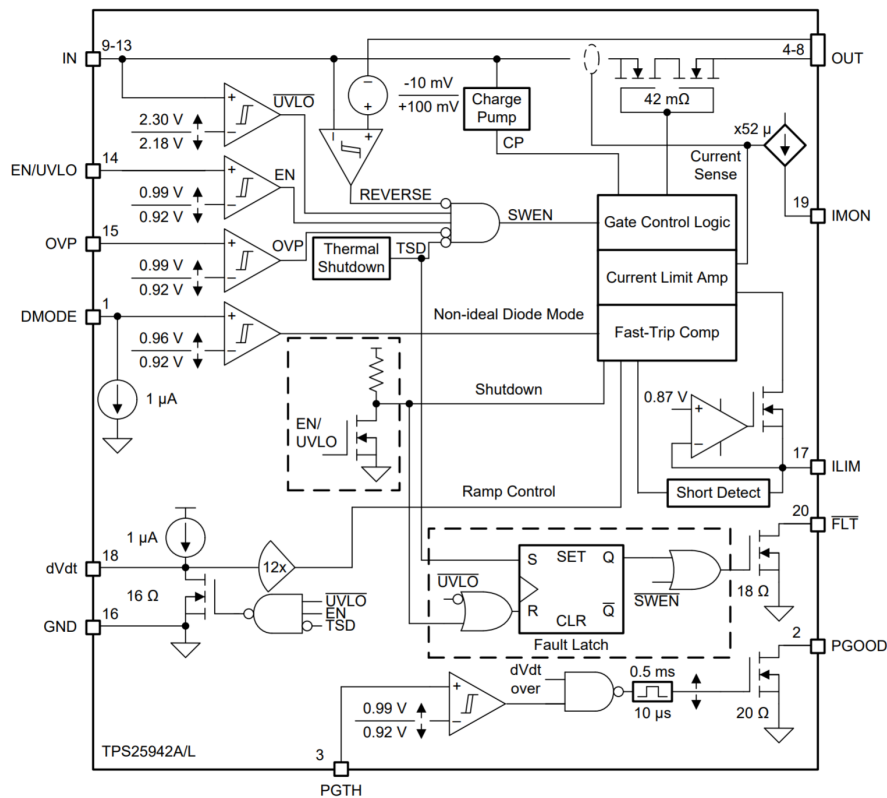 9-13
IN
4-8
OUT
-10 mV
+100 mV
Charge
Pump
CP
42 mΩ
x52 µ
Current
Sense
UVLO
2.30 V
2.18 V
14
EN/UVLO
EN
0.99 V
0.92 V
REVERSE
SWEN
Gate Control Logic
19
IMON
15
OVP
OVP
0.99 V
0.92 V
Thermal
Shutdown
TSD
Current Limit Amp
1
DMODE
0.96 V
0.92 V
Non-ideal Diode Mode
Fast-Trip Comp
1 µA
Shutdown
EN/
UVLO
0.87 V
17
ILIM
Short Detect
Ramp Control
20
FLT
1 µA
18
dVdt
12x
16 Ω
16
GND
UVLO
EN
TSD
UVLO
S
SET
Q
R
CLR
Q
SWEN
18 Ω
Fault Latch
2
PGOOD
dVdt
over
0.5 ms
10 µs
20 Ω
0.99 V
0.92 V
TPS25942A/L
3
PGTH
+
−
+
−
+
−
+
−
−
+
−
+
+
−
+
−